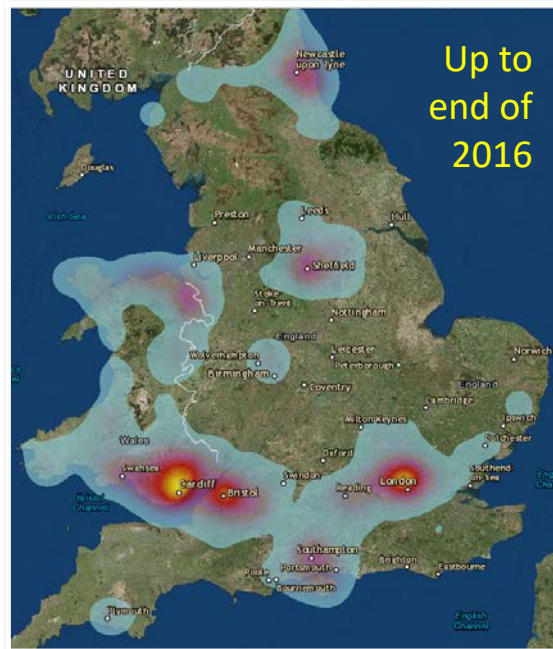 Up to
end of
2016
Newcastle
upon Tyne
UNITED
KINGDOM
Douglas
Irish Sea
Preston
Leeds
Hull
Manchester
Liverpool
Sheffield
Stoke
on-Trent
Nottingham
England
Wolverhampton
Leicester
Norwich
Birmingham
Peterborough
England
Coventry
Cambridge
Ipswich
Milton Keynes
Colchester
Wales
Oxford
Swansea
Swindon
Southend
on-Sea
Cardiff
Bristol
Reading
London
Bristol
Channel
Southampton
Portsmouth
Brighton
Poole
Eastbourne
Bournemouth
Plymouth
English
Channel